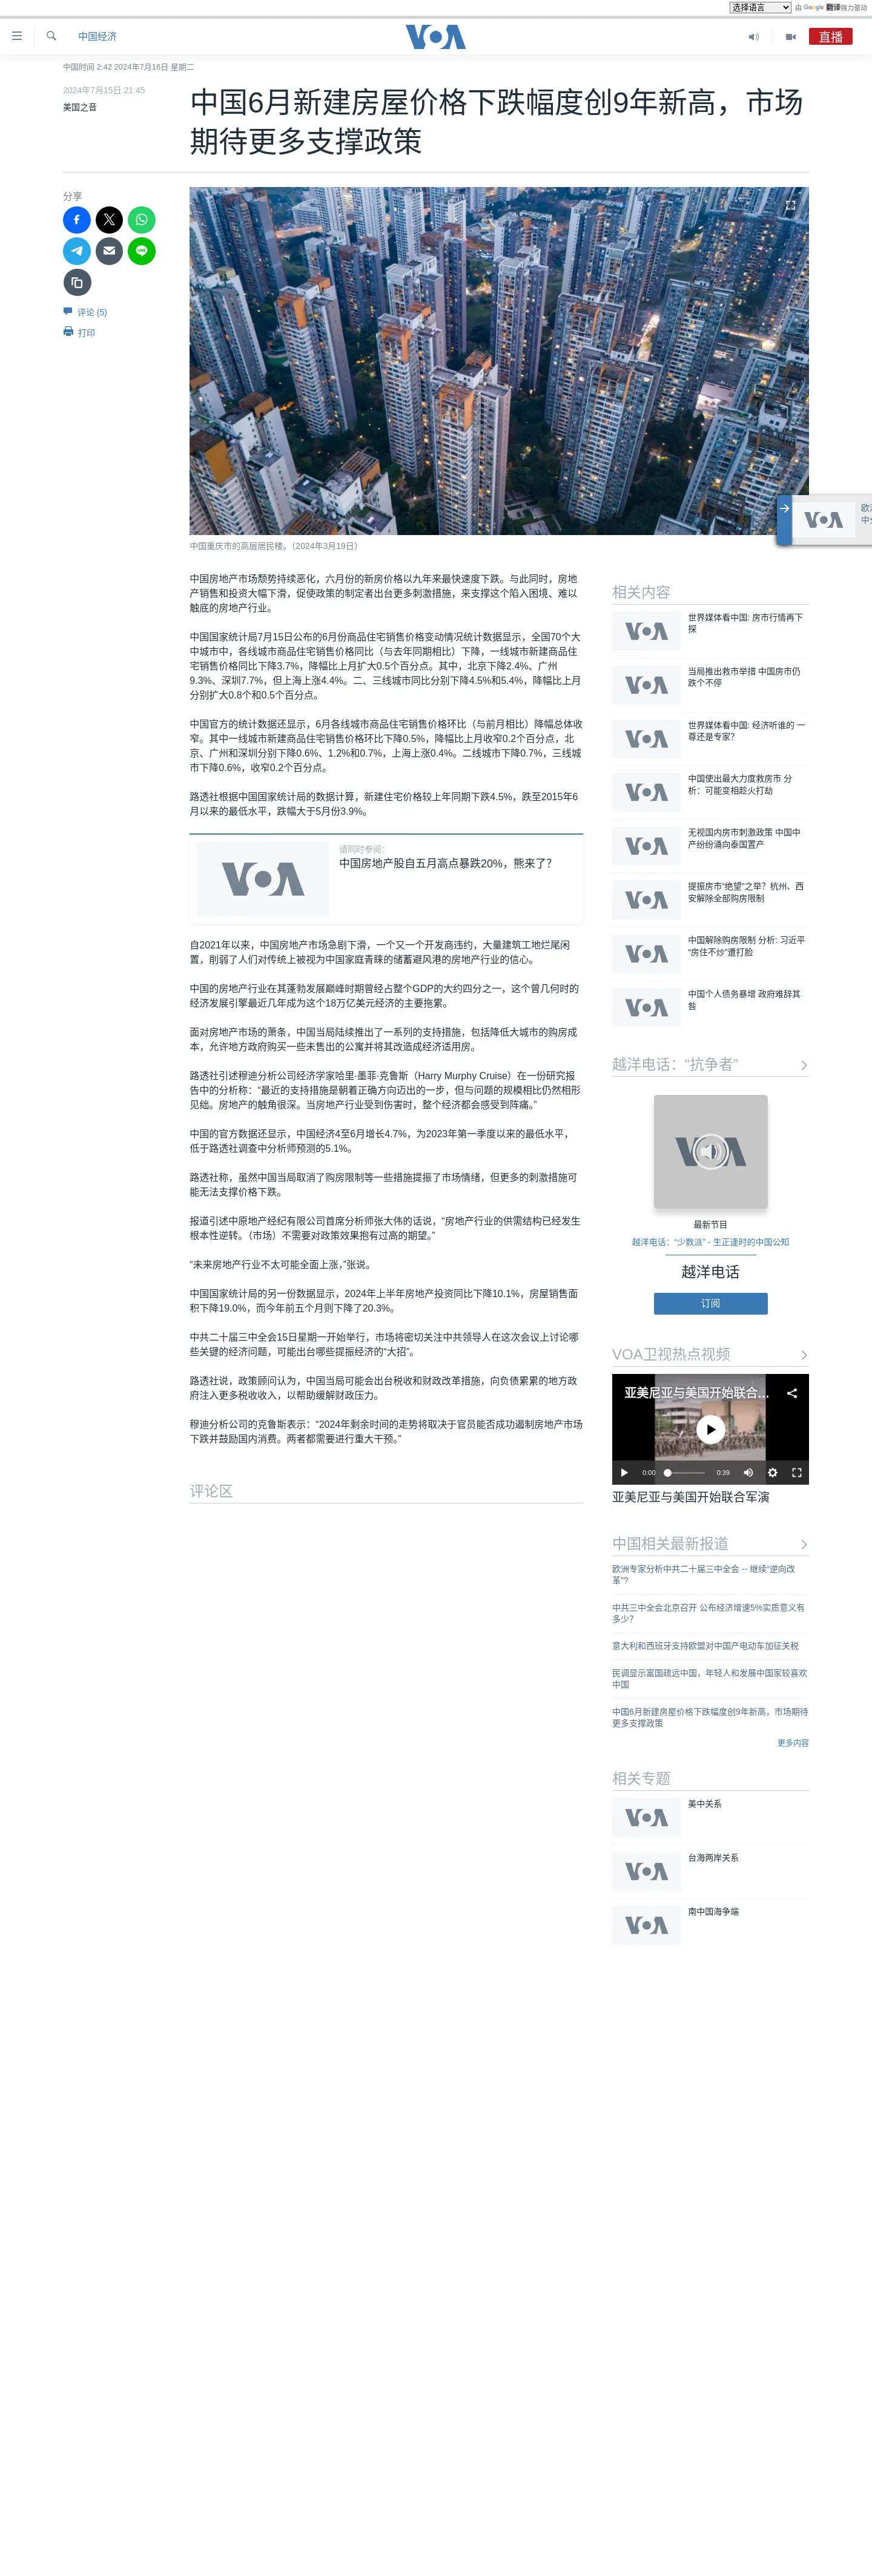 选择语言 由 Google 翻译强力驱动
中国经济
VOA
直播
中国时间 2:42 2024年7月16日 星期二
2024年7月15日 21:45
美国之音
中国6月新建房屋价格下跌幅度创9年新高，市场
期待更多支撑政策
分享
评论 (5)
打印
中国重庆市的高层居民楼。（2024年3月19日）
欧洲
中全
中国房地产市场颓势持续恶化，六月份的新房价格以九年来最快速度下跌。与此同时，房地
产销售和投资大幅下滑，促使政策的制定者出台更多刺激措施，来支撑这个陷入困境、难以
触底的房地产行业。
中国国家统计局7月15日公布的6月份商品住宅销售价格变动情况统计数据显示，全国70个大
中城市中，各线城市商品住宅销售价格同比（与去年同期相比）下降，一线城市新建商品住
宅销售价格同比下降3.7%，降幅比上月扩大0.5个百分点。其中，北京下降2.4%、广州
9.3%、深圳7.7%，但上海上涨4.4%。二、三线城市同比分别下降4.5%和5.4%，降幅比上月
分别扩大0.8个和0.5个百分点。
中国官方的统计数据还显示，6月各线城市商品住宅销售价格环比（与前月相比）降幅总体收
窄。其中一线城市新建商品住宅销售价格环比下降0.5%，降幅比上月收窄0.2个百分点，北
京、广州和深圳分别下降0.6%、1.2%和0.7%，上海上涨0.4%。二线城市下降0.7%，三线城
市下降0.6%，收窄0.2个百分点。
路透社根据中国国家统计局的数据计算，新建住宅价格较上年同期下跌4.5%，跌至2015年6
月以来的最低水平，跌幅大于5月份3.9%。
VOA
请同时参阅：
中国房地产股自五月高点暴跌20%，熊来了？
自2021年以来，中国房地产市场急剧下滑，一个又一个开发商违约，大量建筑工地烂尾闲
置，削弱了人们对传统上被视为中国家庭青睐的储蓄避风港的房地产行业的信心。
中国的房地产行业在其蓬勃发展巅峰时期曾经占整个GDP的大约四分之一，这个曾几何时的
经济发展引擎最近几年成为这个18万亿美元经济的主要拖累。
面对房地产市场的萧条，中国当局陆续推出了一系列的支持措施，包括降低大城市的购房成
本，允许地方政府购买一些未售出的公寓并将其改造成经济适用房。
路透社引述穆迪分析公司经济学家哈里·墨菲·克鲁斯（Harry Murphy Cruise）在一份研究报
告中的分析称：“最近的支持措施是朝着正确方向迈出的一步，但与问题的规模相比仍然相形
见绌。房地产的触角很深。当房地产行业受到伤害时，整个经济都会感受到阵痛。”
中国的官方数据还显示，中国经济4至6月增长4.7%，为2023年第一季度以来的最低水平，
低于路透社调查中分析师预测的5.1%。
路透社称，虽然中国当局取消了购房限制等一些措施提振了市场情绪，但更多的刺激措施可
能无法支撑价格下跌。
报道引述中原地产经纪有限公司首席分析师张大伟的话说，“房地产行业的供需结构已经发生
根本性逆转。（市场）不需要对政策效果抱有过高的期望。”
“未来房地产行业不太可能全面上涨，”张说。
中国国家统计局的另一份数据显示，2024年上半年房地产投资同比下降10.1%，房屋销售面
积下降19.0%，而今年前五个月则下降了20.3%。
中共二十届三中全会15日星期一开始举行，市场将密切关注中共领导人在这次会议上讨论哪
些关键的经济问题，可能出台哪些提振经济的“大招”。
路透社说，政策顾问认为，中国当局可能会出台税收和财政改革措施，向负债累累的地方政
府注入更多税收收入，以帮助缓解财政压力。
穆迪分析公司的克鲁斯表示：“2024年剩余时间的走势将取决于官员能否成功遏制房地产市场
下跌并鼓励国内消费。两者都需要进行重大干预。”
评论区
相关内容
世界媒体看中国: 房市行情再下
探
当局推出救市举措 中国房市仍
跌个不停
世界媒体看中国: 经济听谁的 一
尊还是专家?
中国使出最大力度救房市 分
析：可能变相趁火打劫
无视国内房市刺激政策 中国中
产纷纷涌向泰国置产
提振房市“绝望”之举？杭州、西
安解除全部购房限制
中国解除购房限制 分析: 习近平
“房住不炒”遭打脸
中国个人债务暴增 政府难辞其
咎
越洋电话：“抗争者”
最新节目
越洋电话：“少数派” - 生正逢时的中国公知
越洋电话
订阅
VOA卫视热点视频
亚美尼亚与美国开始联合...
0:00 0:39
亚美尼亚与美国开始联合军演
中国相关最新报道
欧洲专家分析中共二十届三中全会 -- 继续“逆向改
革”?
中共三中全会北京召开 公布经济增速5%实质意义有
多少?
意大利和西班牙支持欧盟对中国产电动车加征关税
民调显示富国疏远中国，年轻人和发展中国家较喜欢
中国
中国6月新建房屋价格下跌幅度创9年新高，市场期待
更多支撑政策
更多内容
相关专题
美中关系
台海两岸关系
南中国海争端